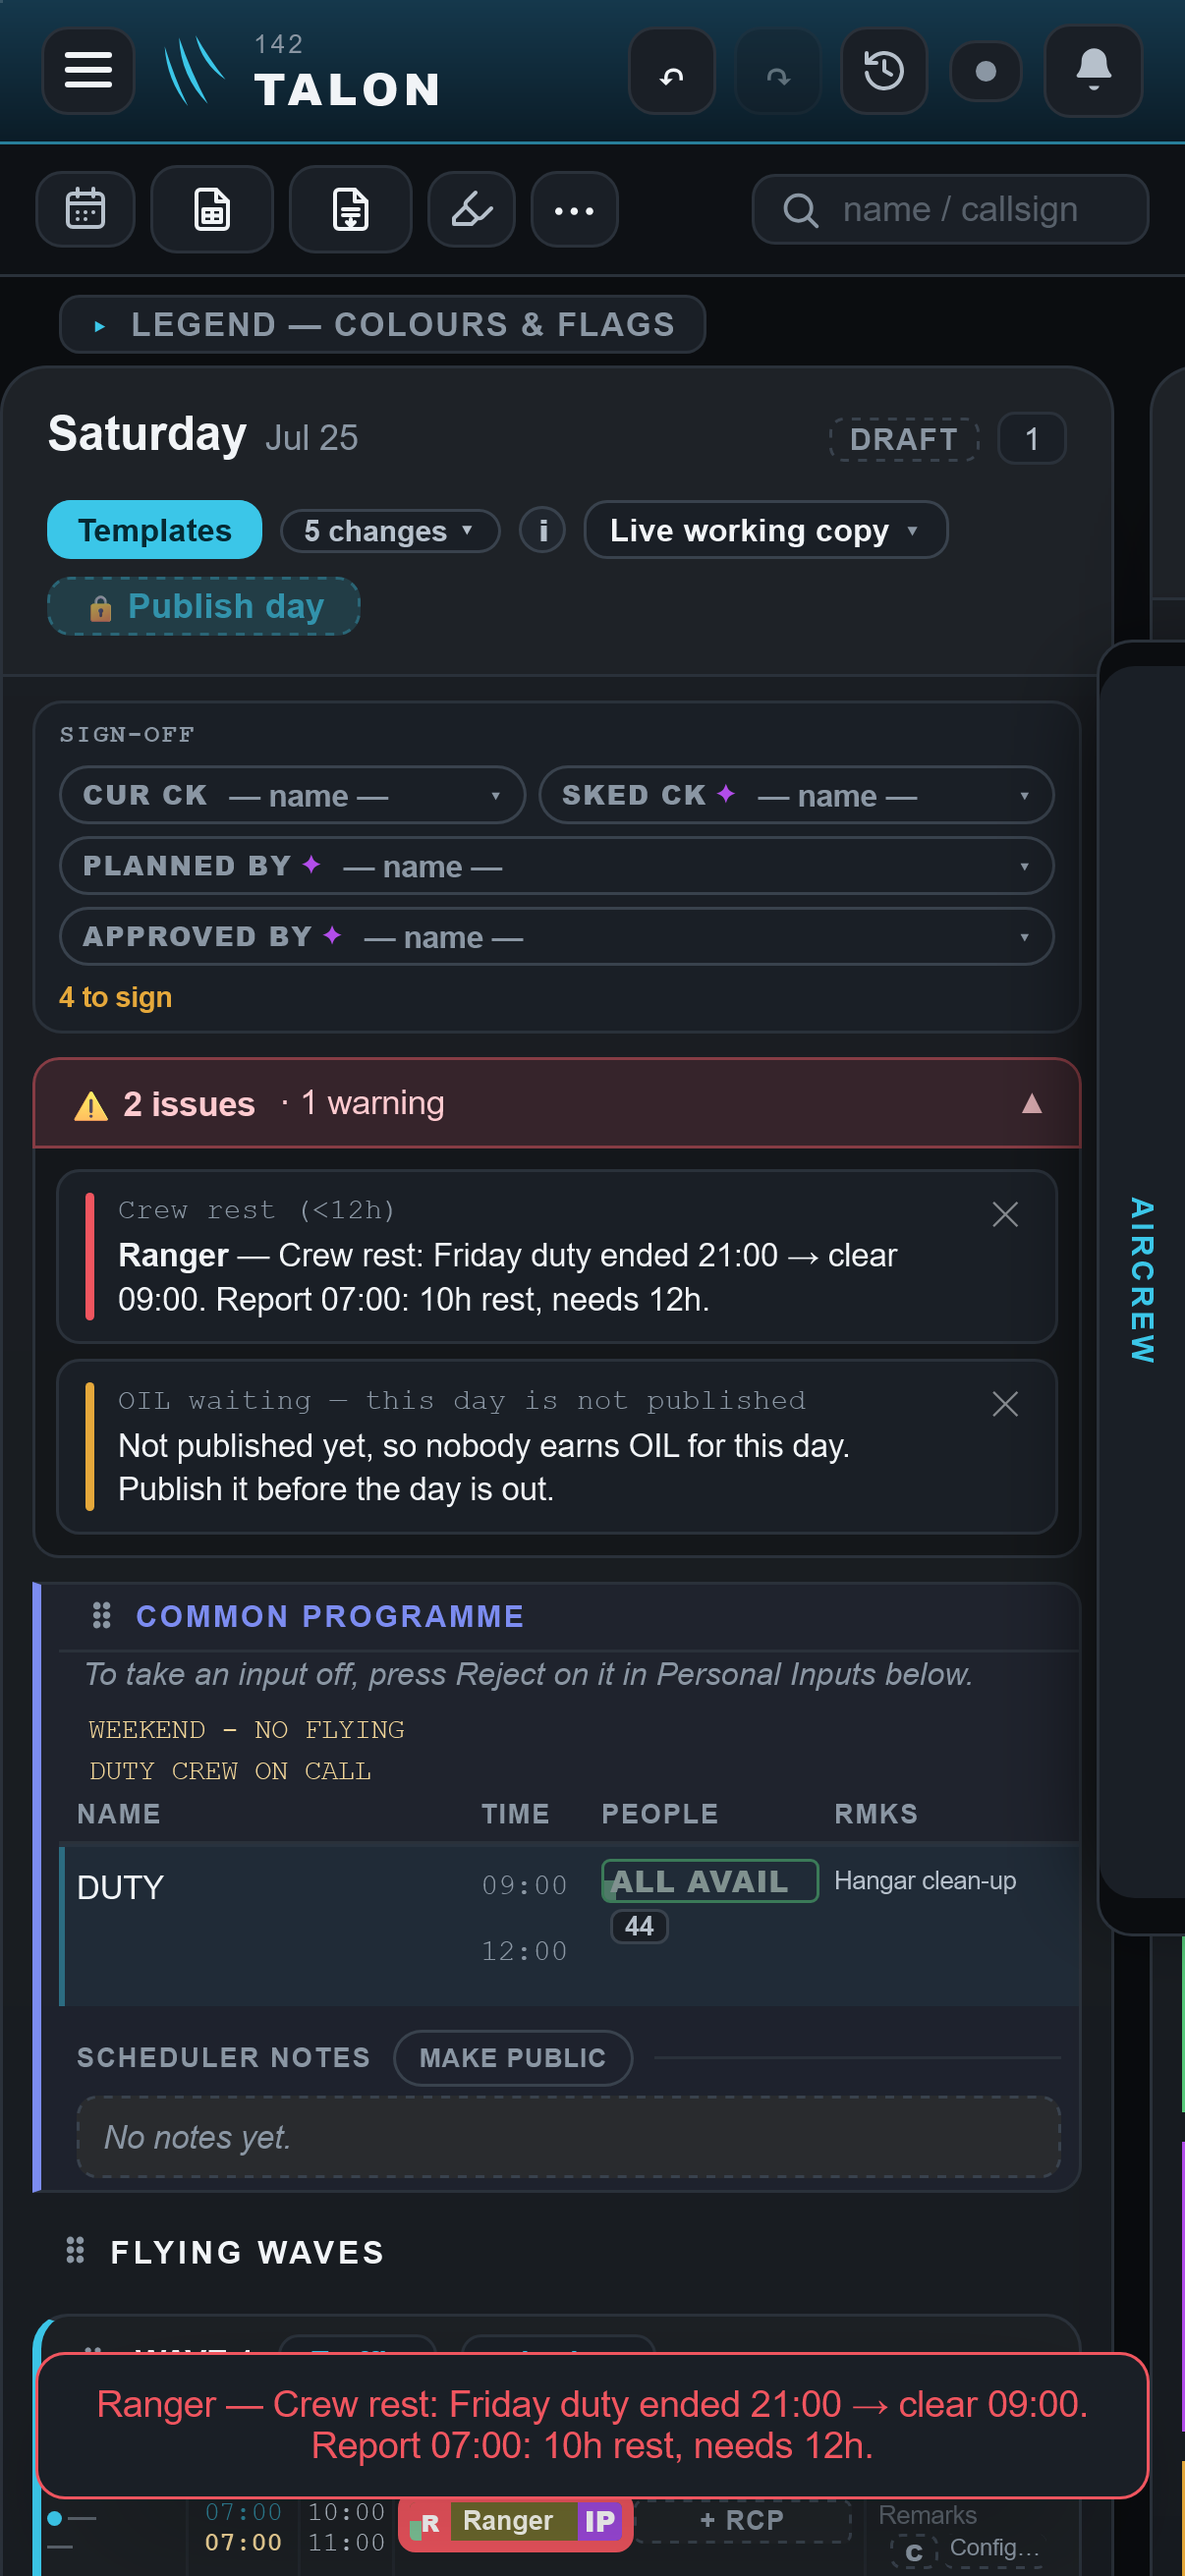 142
TALON
name / callsign
▸ LEGEND — COLOURS & FLAGS
Saturday Jul 25 DRAFT 1
Templates 5 changes ▾ i Live working copy ▾
🔒 Publish day
SIGN-OFF
CUR CK — name — ▾ SKED CK ✦ — name — ▾
PLANNED BY ✦ — name — ▾
APPROVED BY ✦ — name — ▾
4 to sign
⚠️ 2 issues · 1 warning ▲
Crew rest (<12h)
Ranger — Crew rest: Friday duty ended 21:00 → clear
09:00. Report 07:00: 10h rest, needs 12h.
OIL waiting — this day is not published
Not published yet, so nobody earns OIL for this day.
Publish it before the day is out.
AIRCREW
COMMON PROGRAMME
To take an input off, press Reject on it in Personal Inputs below.
WEEKEND - NO FLYING
DUTY CREW ON CALL
NAME TIME PEOPLE RMKS
DUTY 09:00 ALL AVAIL Hangar clean-up
44
12:00
SCHEDULER NOTES MAKE PUBLIC
No notes yet.
FLYING WAVES
Ranger — Crew rest: Friday duty ended 21:00 → clear 09:00.
Report 07:00: 10h rest, needs 12h.
— 07:00 10:00 R Ranger IP + RCP Remarks
— 07:00 11:00 C Config…